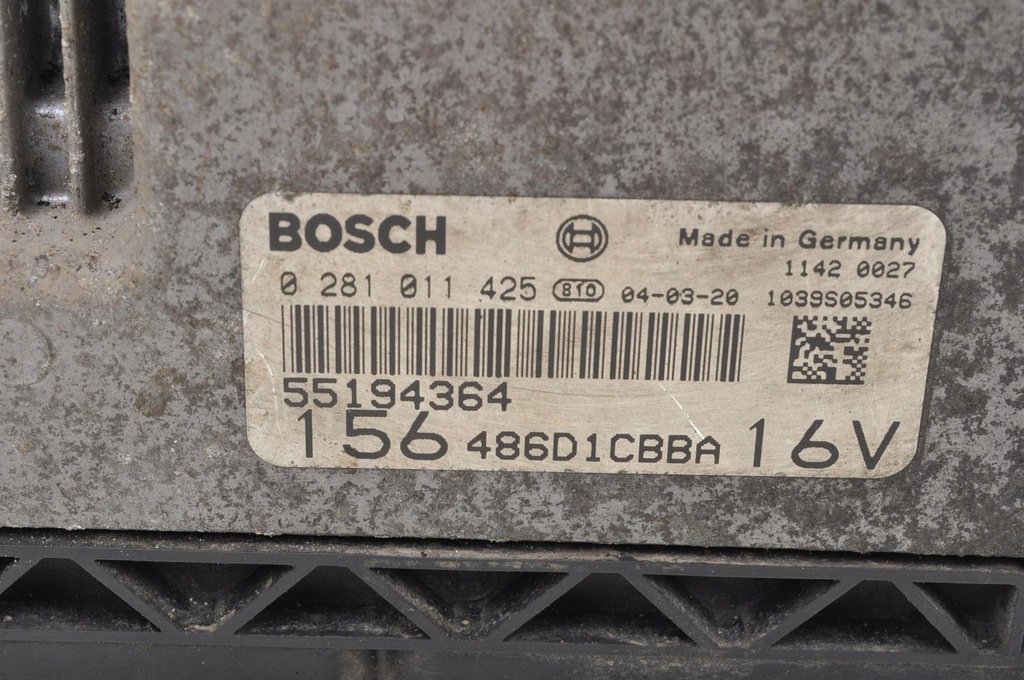 BOSCH
Made in Germany
1142 0027
0 281 011 425 810 04-03-20 1039S05346
55194364
156 486D1CBBA 16V